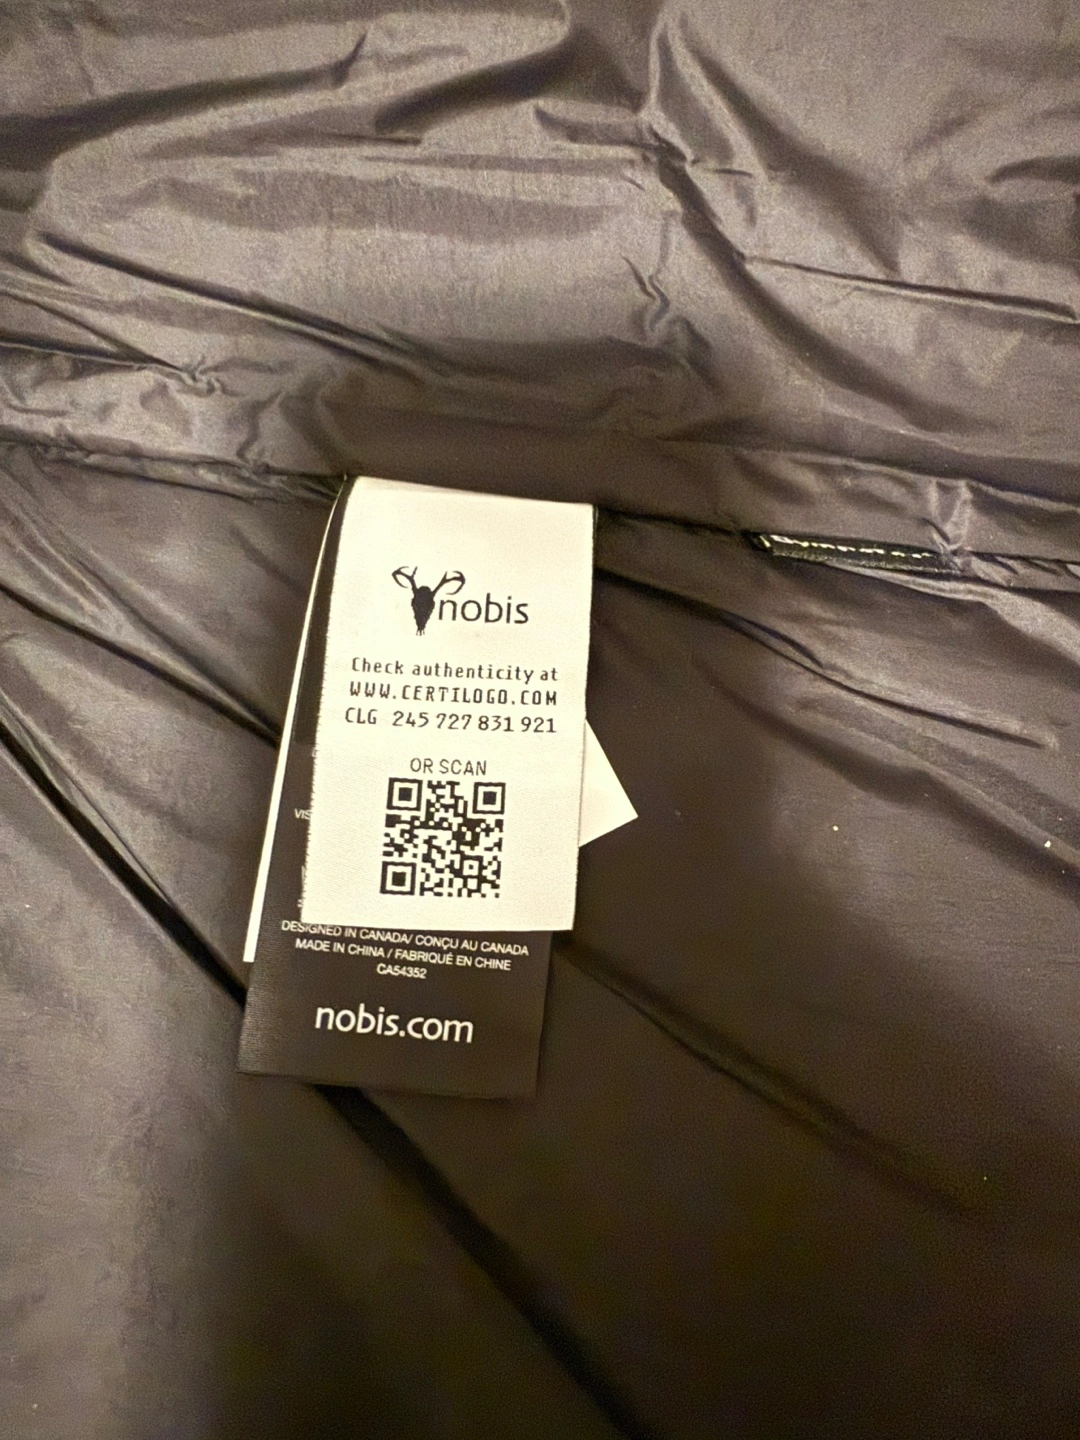 nobis
Check authenticity at
WWW.CERTILOGO.COM
CLG 245 727 831 921
OR SCAN
DESIGNED IN CANADA/ CONÇU AU CANADA
MADE IN CHINA / FABRIQUÉ EN CHINE
CA54352
nobis.com